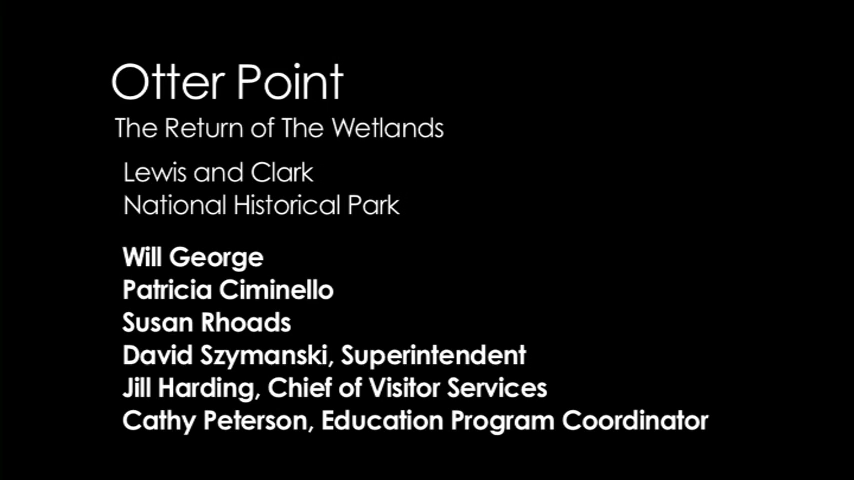 Otter Point
The Return of The Wetlands
Lewis and Clark
National Historical Park
Will George
Patricia Ciminello
Susan Rhoads
David Szymanski, Superintendent
Jill Harding, Chief of Visitor Services
Cathy Peterson, Education Program Coordinator